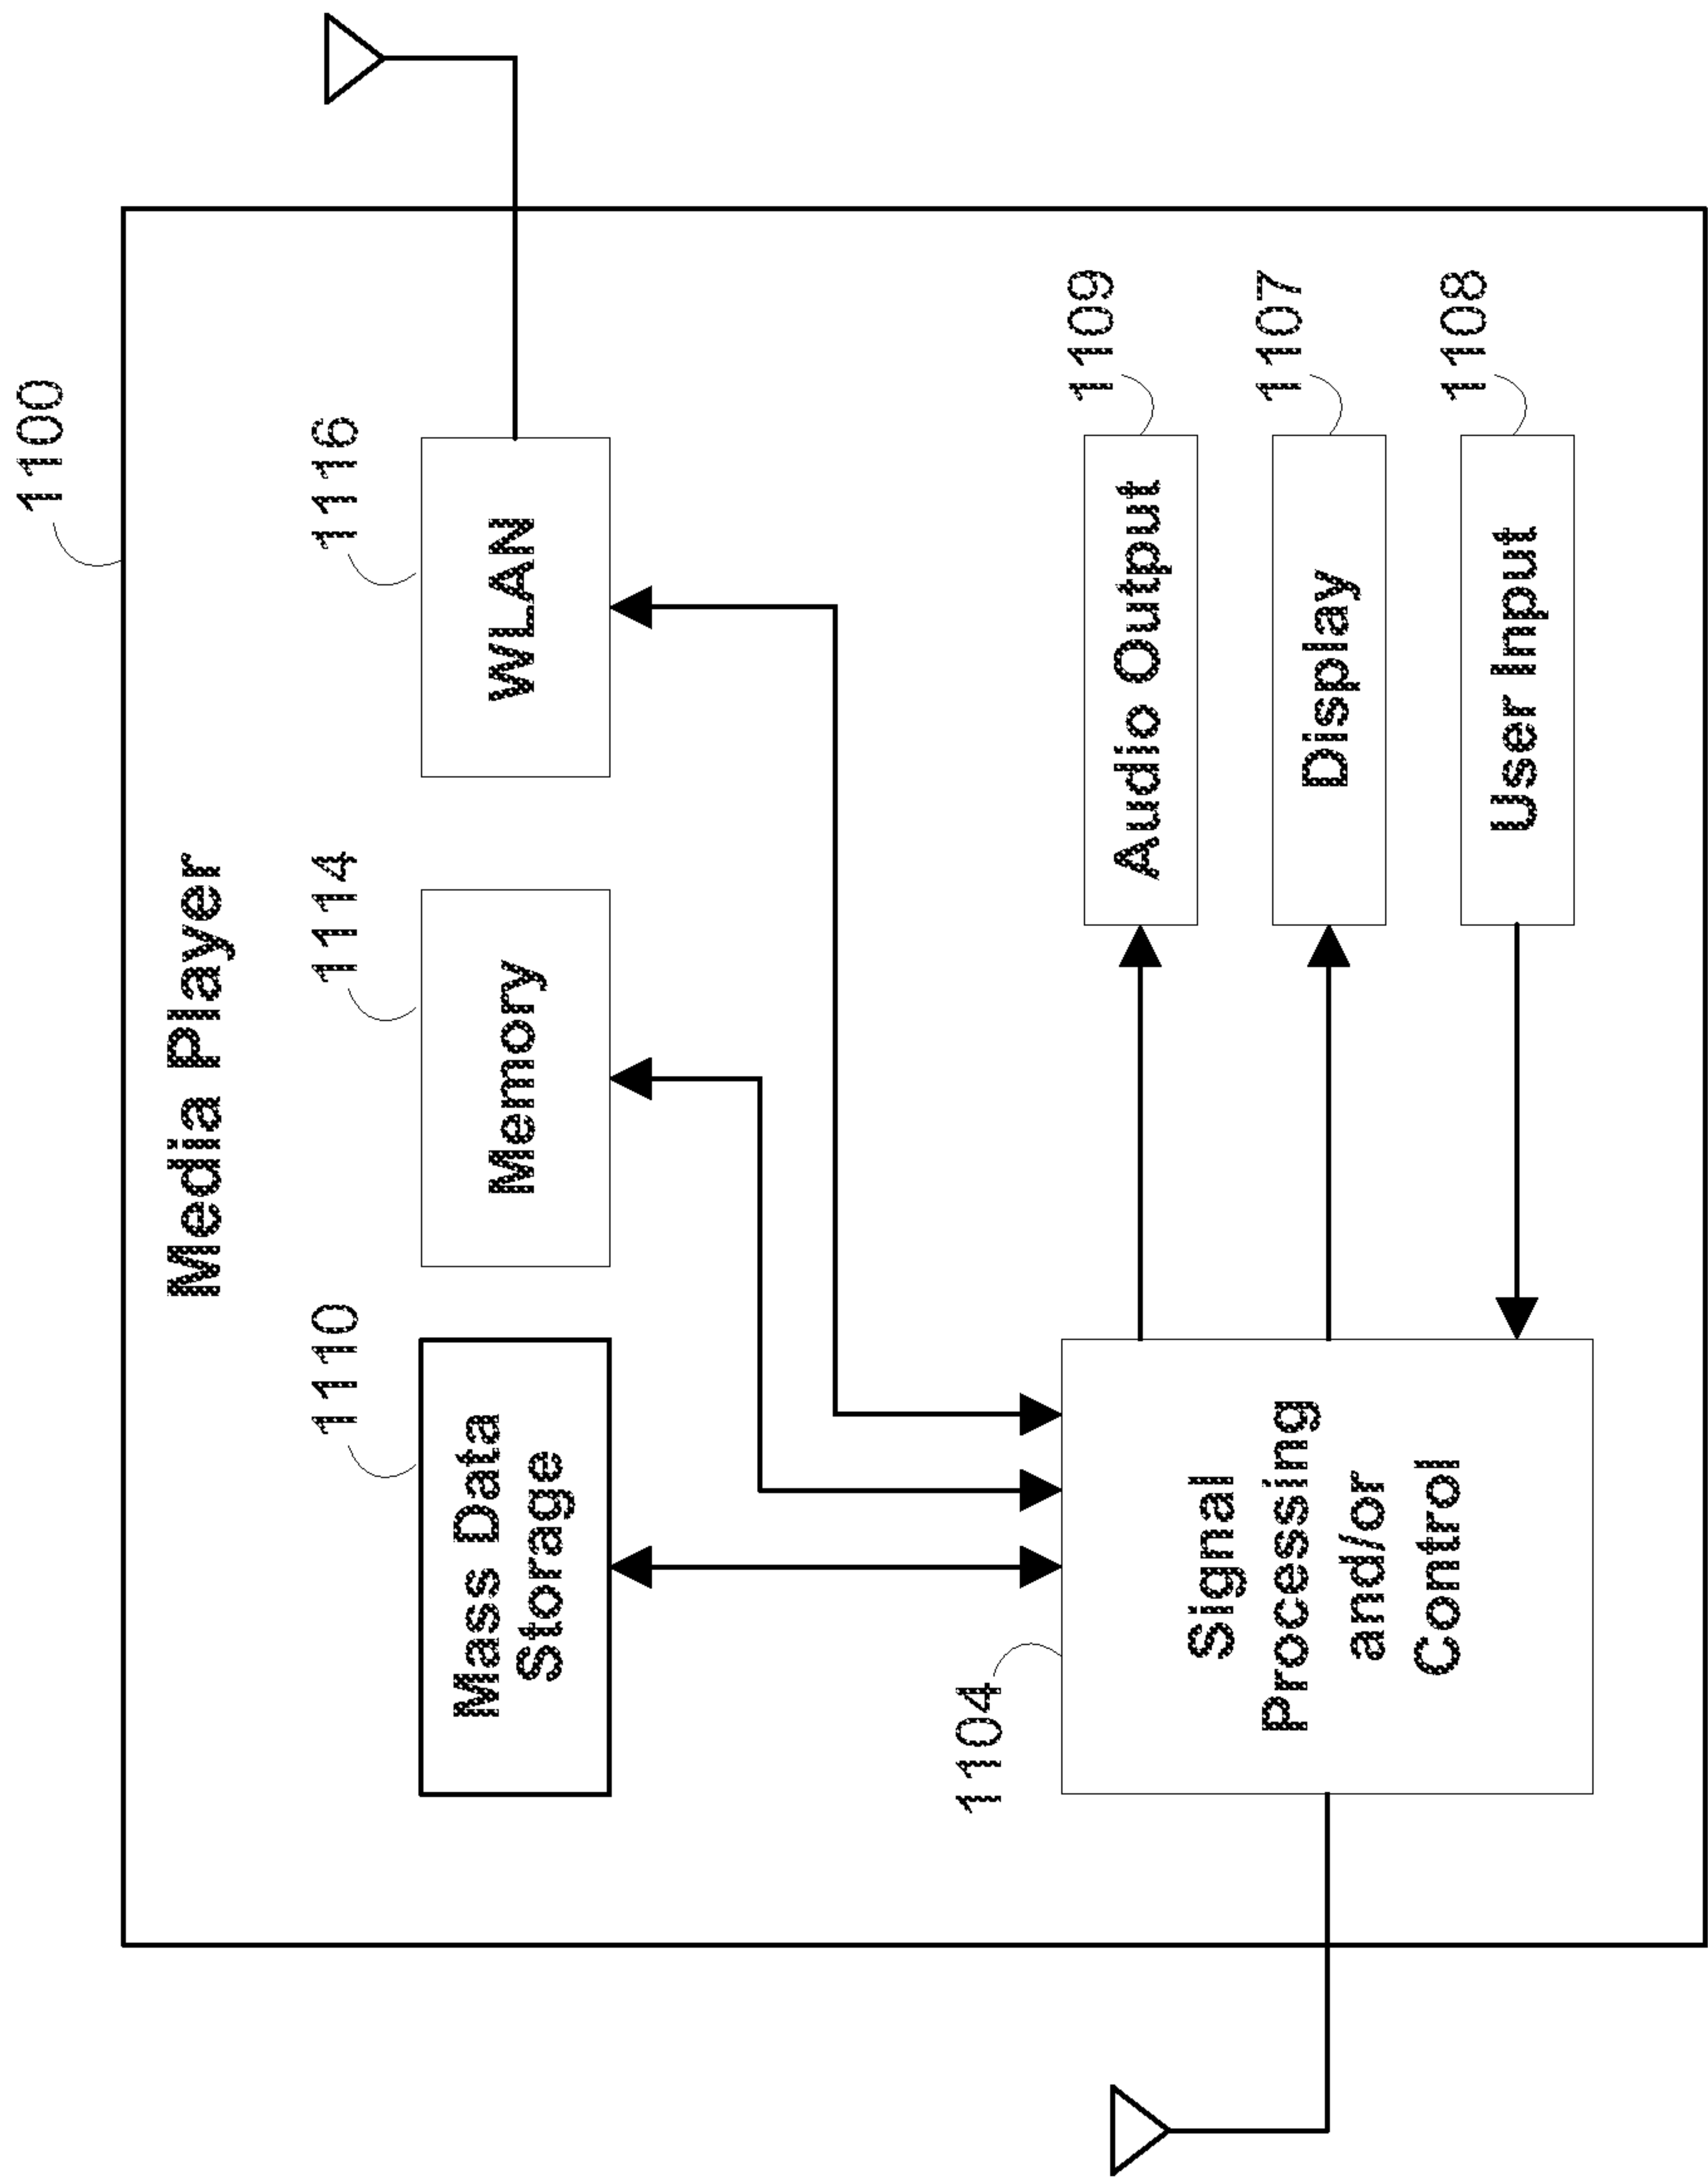 1100
Media Player
1110
1114
1116
Mass Data
Storage
Memory
WLAN
1104
Signal
Processing
and/or
Control
1109
Audio Output
1107
Display
1108
User Input